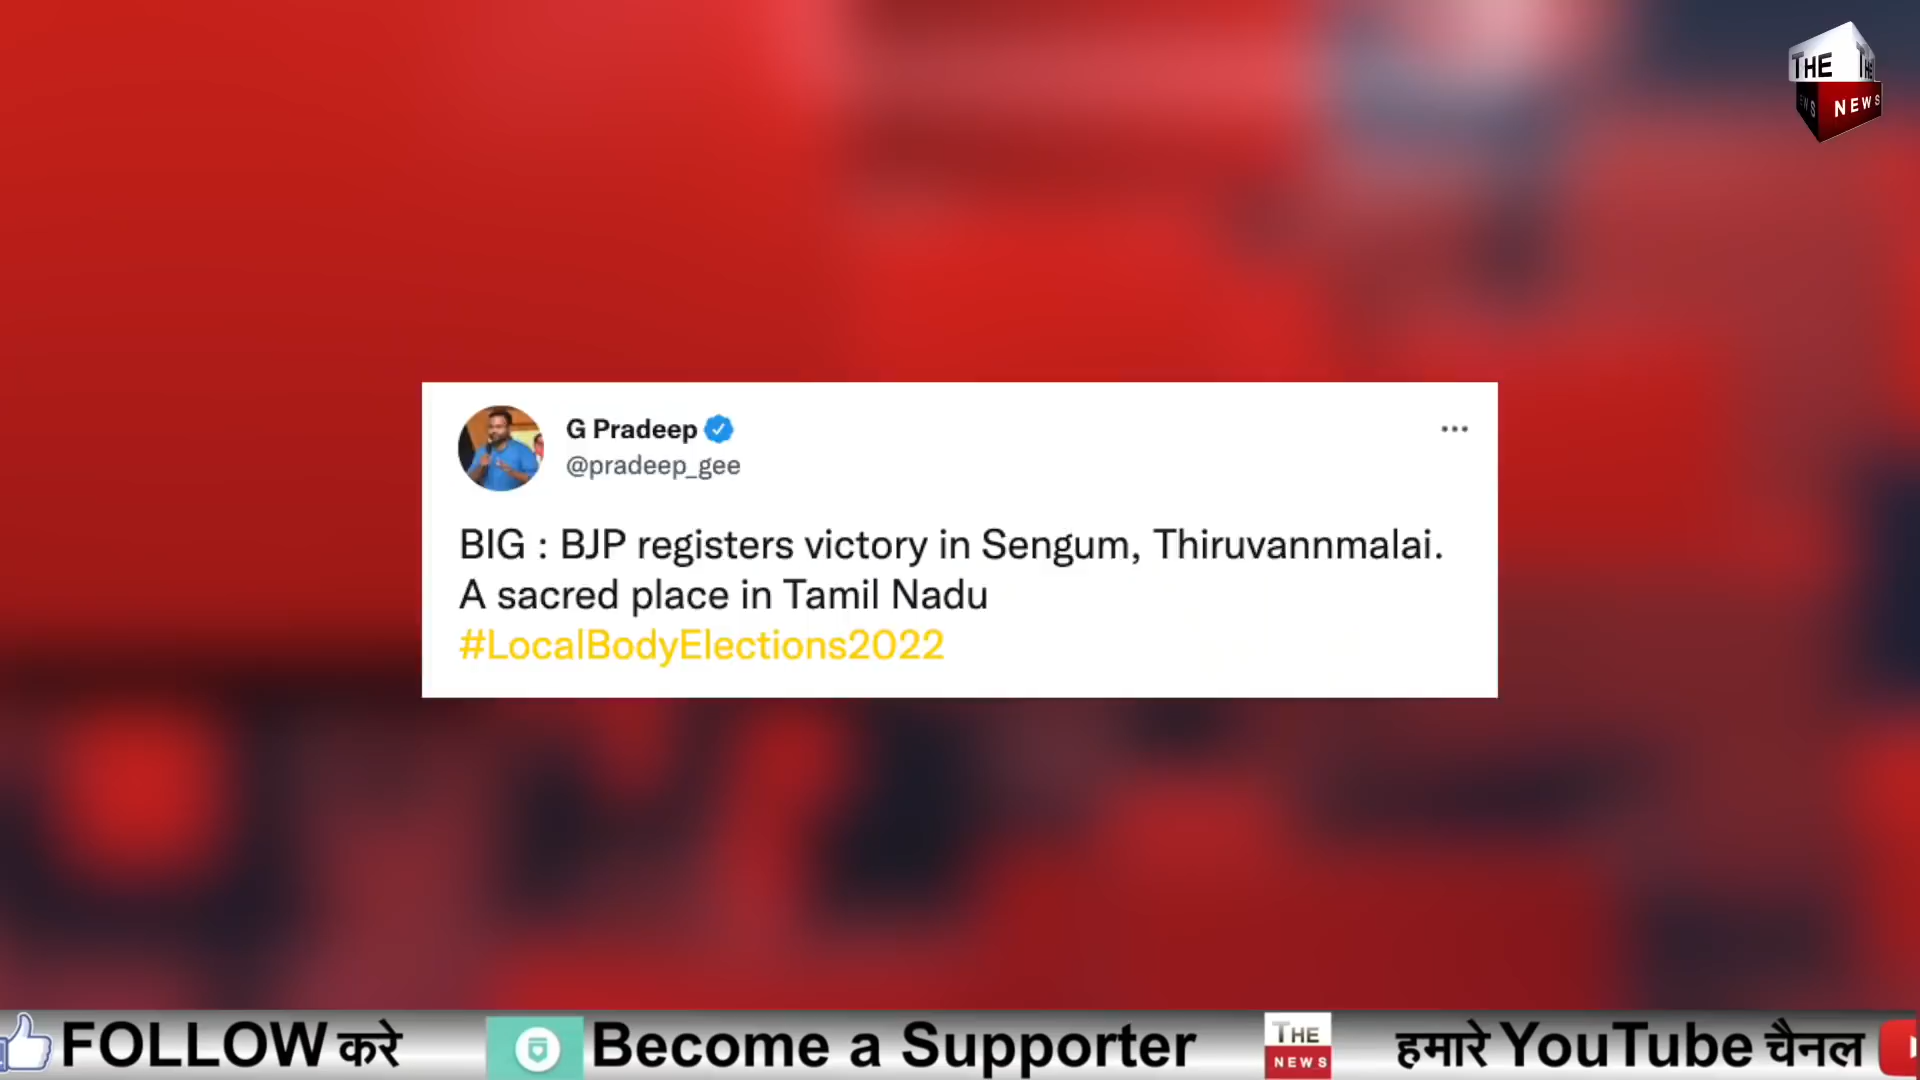 THE
NEWS
G Pradeep
@pradeep_gee
BIG : BJP registers victory in Sengum, Thiruvannmalai.
A sacred place in Tamil Nadu
#LocalBodyElections2022
FOLLOW करे
Become a Supporter
THE
NEWS
हमारे YouTube चैनल